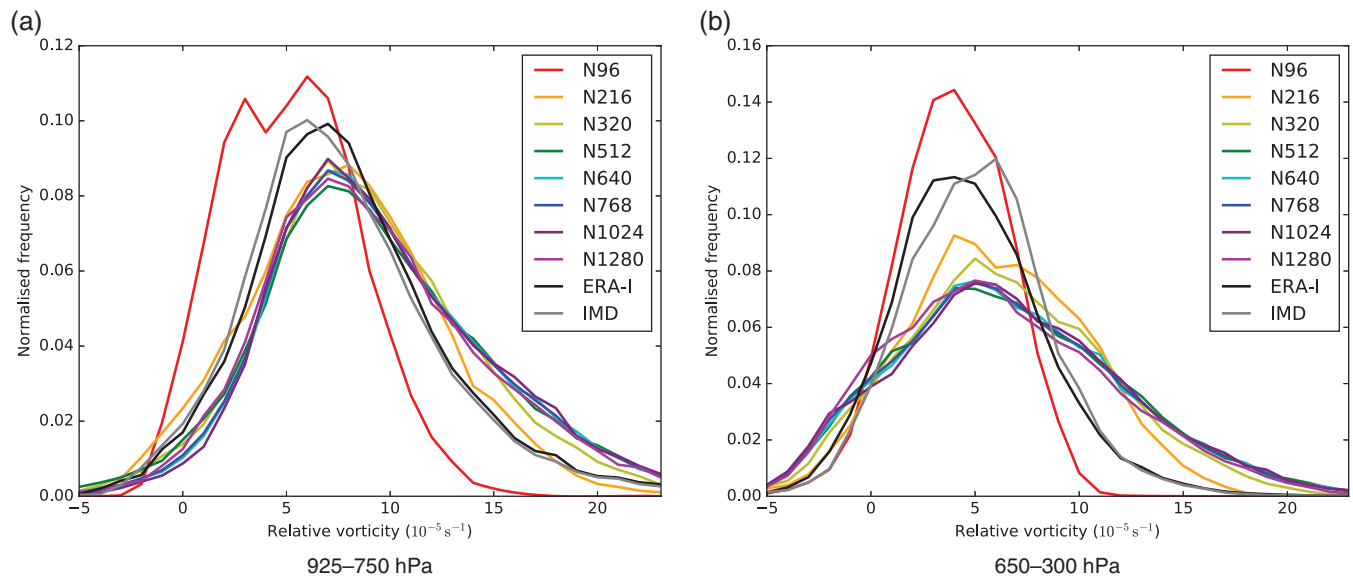 (a)
0.12
0.10
0.08
0.06
0.04
0.02
0.00
Normalised frequency
−5
0
5
10
15
20
Relative vorticity (10⁻⁵ s⁻¹)
N96
N216
N320
N512
N640
N768
N1024
N1280
ERA-I
IMD
925–750 hPa
(b)
0.16
0.14
0.12
0.10
0.08
0.06
0.04
0.02
0.00
Normalised frequency
−5
0
5
10
15
20
Relative vorticity (10⁻⁵ s⁻¹)
N96
N216
N320
N512
N640
N768
N1024
N1280
ERA-I
IMD
650–300 hPa